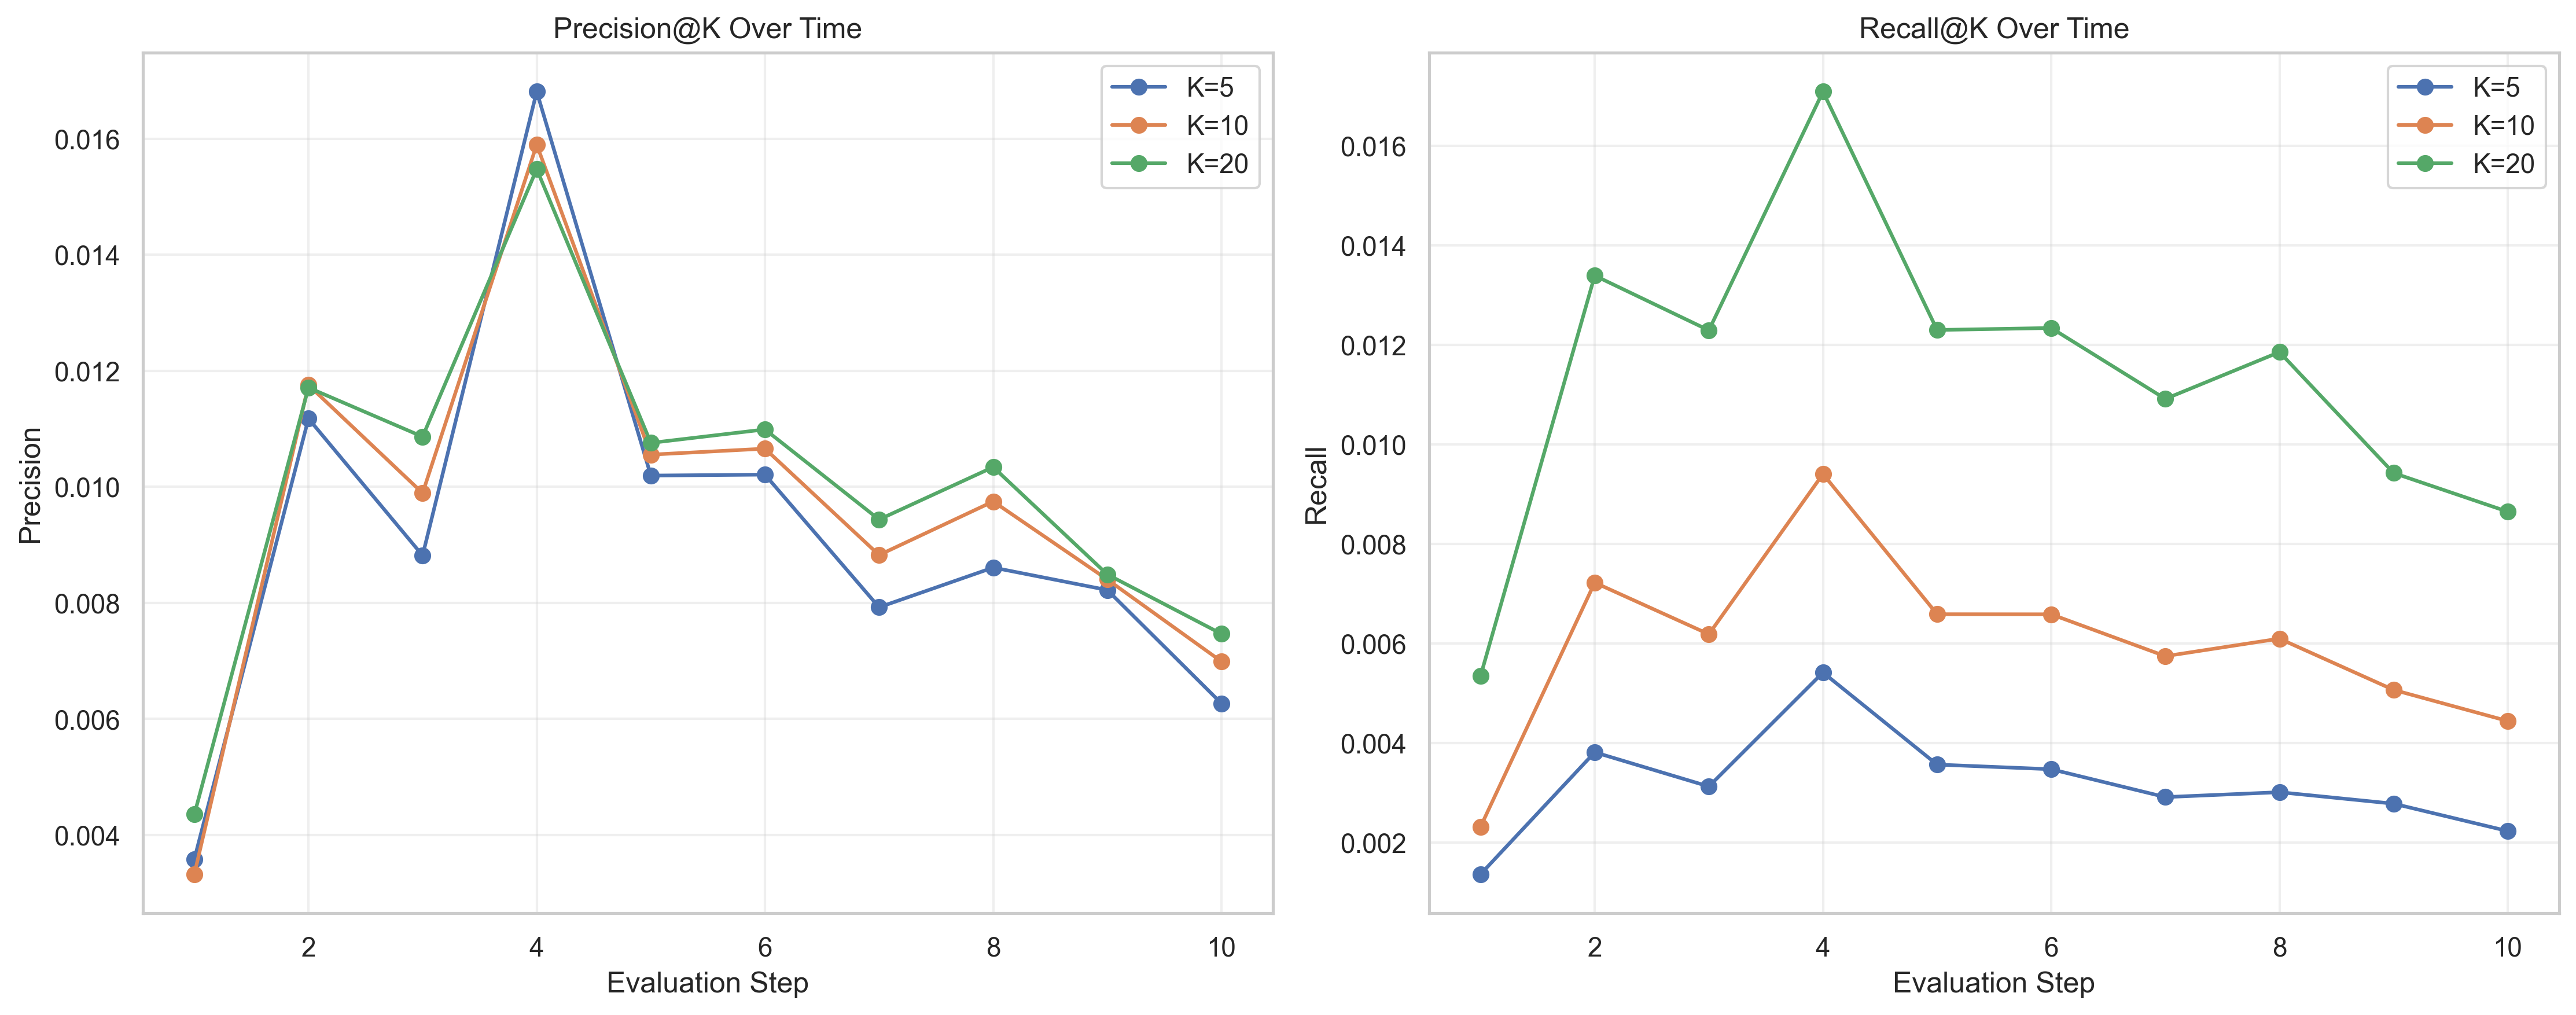 Precision@K Over Time
K=5
K=10
K=20
0.016
0.014
0.012
0.010
0.008
0.006
0.004
Precision
2
4
6
8
10
Evaluation Step
Recall@K Over Time
K=5
K=10
K=20
0.016
0.014
0.012
0.010
0.008
0.006
0.004
0.002
Recall
2
4
6
8
10
Evaluation Step